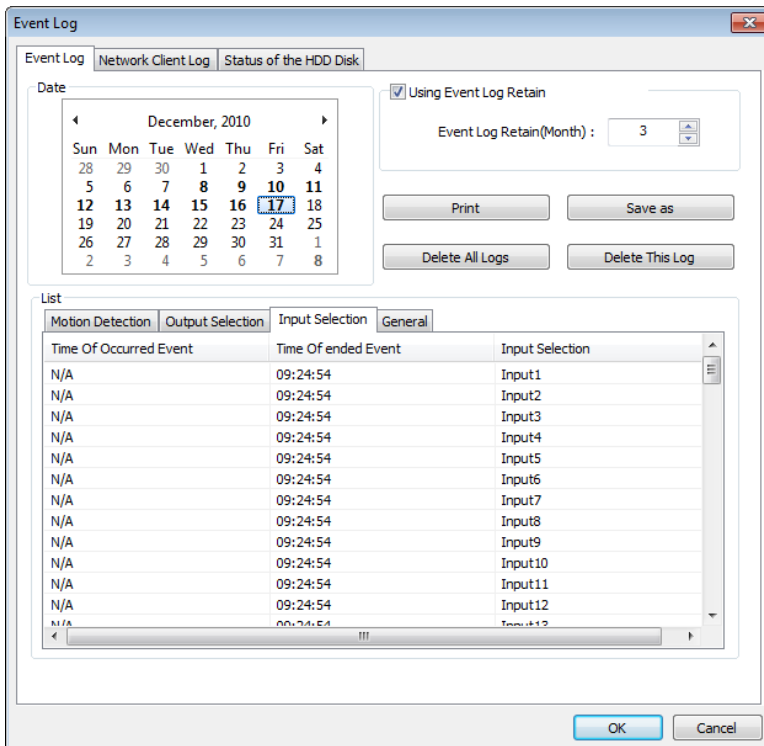 Event Log
Event Log Network Client Log Status of the HDD Disk
Date
December, 2010
Sun Mon Tue Wed Thu Fri Sat
28 29 30 1 2 3 4
5 6 7 8 9 10 11
12 13 14 15 16 17 18
19 20 21 22 23 24 25
26 27 28 29 30 31 1
2 3 4 5 6 7 8
Using Event Log Retain
Event Log Retain(Month) : 3
Print Save as
Delete All Logs Delete This Log
List
Motion Detection Output Selection Input Selection General
Time Of Occurred Event Time Of ended Event Input Selection
N/A 09:24:54 Input1
N/A 09:24:54 Input2
N/A 09:24:54 Input3
N/A 09:24:54 Input4
N/A 09:24:54 Input5
N/A 09:24:54 Input6
N/A 09:24:54 Input7
N/A 09:24:54 Input8
N/A 09:24:54 Input9
N/A 09:24:54 Input10
N/A 09:24:54 Input11
N/A 09:24:54 Input12
N/A 09:24:54 Input13
OK Cancel